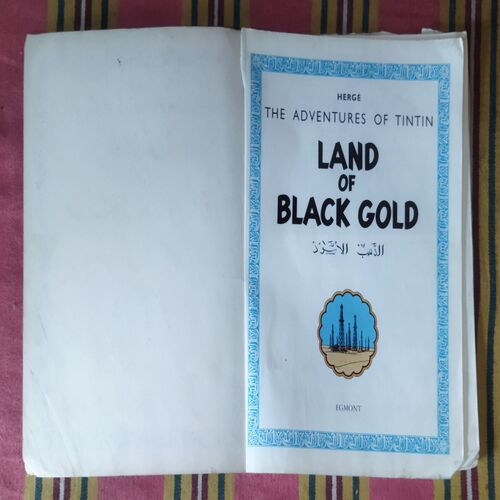 HERGÉ
THE ADVENTURES OF TINTIN
LAND
OF
BLACK GOLD
الذهب الأسود
EGMONT